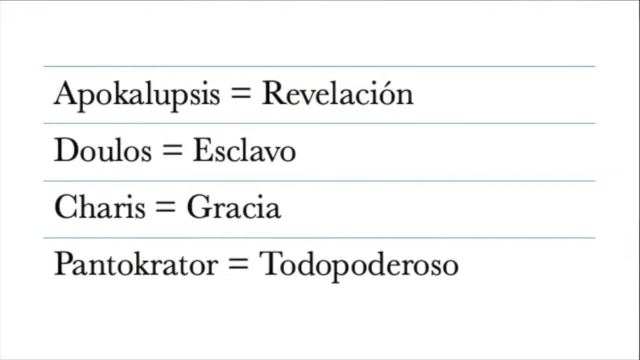 Apokalupsis = Revelación
Doulos = Esclavo
Charis = Gracia
Pantokrator = Todopoderoso